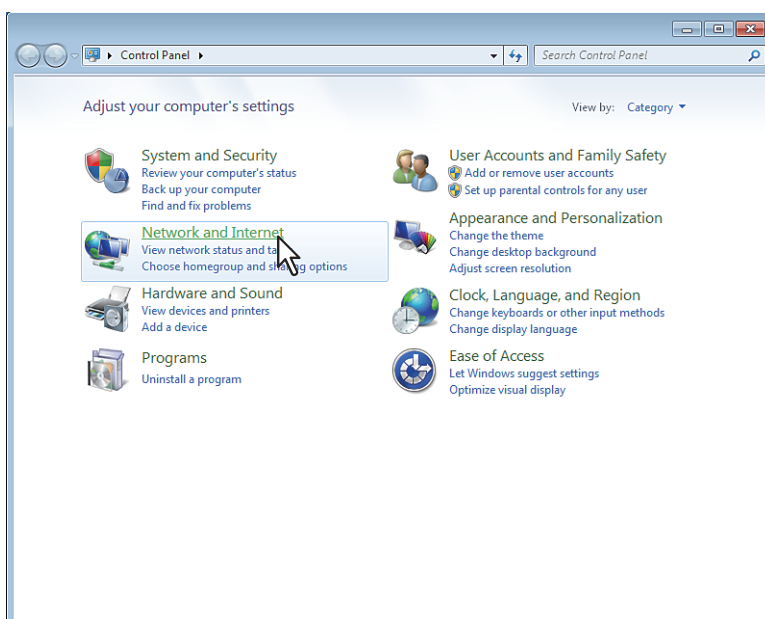 Control Panel
Search Control Panel
Adjust your computer's settings
View by: Category
System and Security
Review your computer's status
Back up your computer
Find and fix problems
Network and Internet
View network status and
Choose homegroup and sharing options
Hardware and Sound
View devices and printers
Add a device
Programs
Uninstall a program
User Accounts and Family Safety
Add or remove user accounts
Set up parental controls for any user
Appearance and Personalization
Change the theme
Change desktop background
Adjust screen resolution
Clock, Language, and Region
Change keyboards or other input methods
Change display language
Ease of Access
Let Windows suggest settings
Optimize visual display